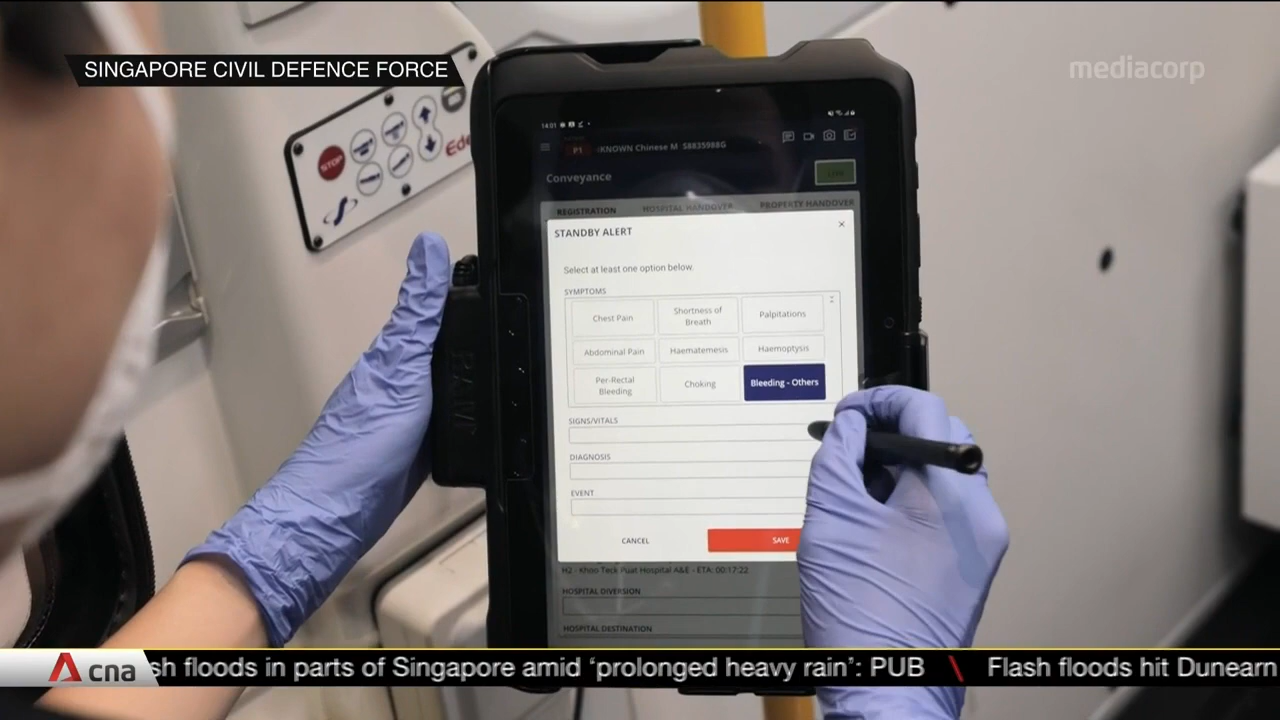 SINGAPORE CIVIL DEFENCE FORCE
mediacorp
STOP
14:01
P1
KNOWN Chinese M S8835988G
Conveyance
REGISTRATION HOSPITAL HANDOVER PROPERTY HANDOVER
STANDBY ALERT
Select at least one option below.
SYMPTOMS
Chest Pain
Shortness of
Breath
Palpitations
Abdominal Pain
Haematemesis
Haemoptysis
Per-Rectal
Bleeding
Choking
Bleeding - Others
SIGNS/VITALS
DIAGNOSIS
EVENT
CANCEL
SAVE
H2 - Khoo Teck Puat Hospital A&E - ETA: 00:17:22
HOSPITAL DIVERSION
HOSPITAL DESTINATION
cna
sh floods in parts of Singapore amid ‘prolonged heavy rain’: PUB \ Flash floods hit Dunearn